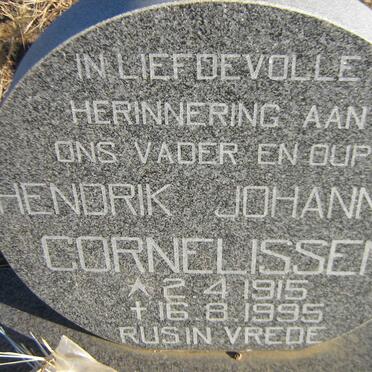 IN LIEFDEVOLLE
HERINNERING AAN
ONS VADER EN OUP
HENDRIK JOHANN
CORNELISSEN
* 2.4.1915
† 16.8.1995
RUS IN VREDE